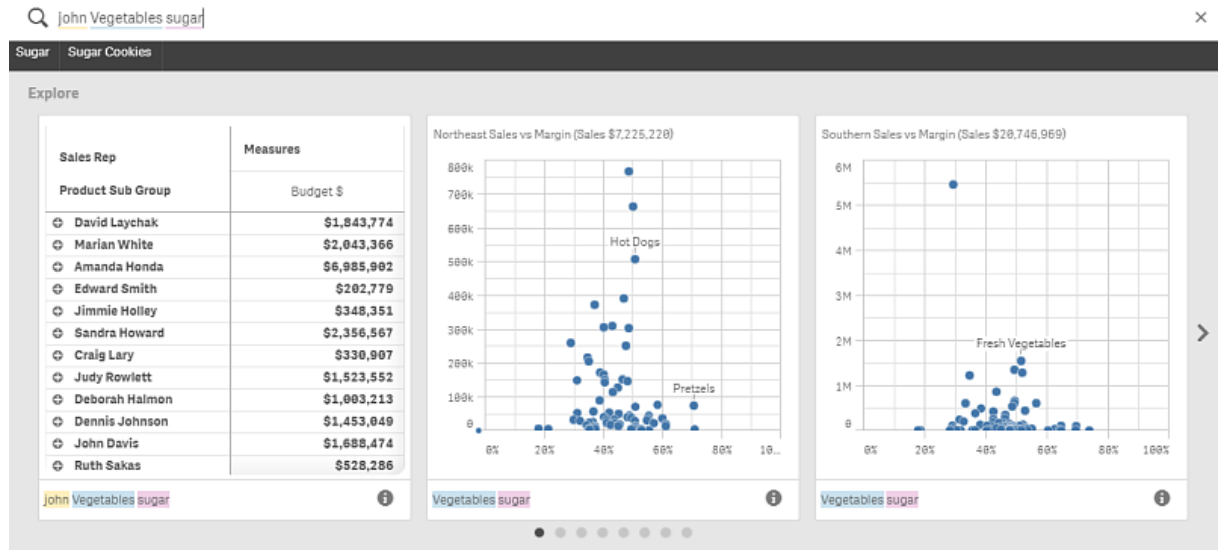 john Vegetables sugar
Sugar Sugar Cookies
Explore
Sales Rep
Product Sub Group
Measures
Budget $
David Laychak $1,843,774
Marian White $2,043,366
Amanda Honda $6,985,902
Edward Smith $202,779
Jimmie Holley $348,351
Sandra Howard $2,356,567
Craig Lary $330,907
Judy Rowlett $1,523,552
Deborah Halmon $1,003,213
Dennis Johnson $1,453,049
John Davis $1,688,474
Ruth Sakas $528,286
john Vegetables sugar
Northeast Sales vs Margin (Sales $7,225,220)
800k
700k
600k
Hot Dogs
500k
400k
300k
200k
Pretzels
100k
0
0% 20% 40% 60% 80% 10...
Vegetables sugar
Southern Sales vs Margin (Sales $20,746,969)
6M
5M
4M
3M
2M
Fresh Vegetables
1M
0
0% 20% 40% 60% 80% 100%
Vegetables sugar